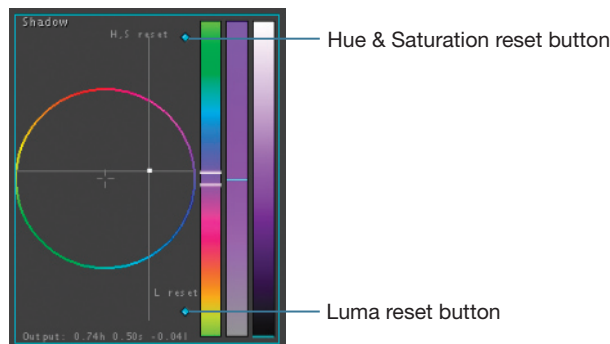 Shadow
H,S reset
Hue & Saturation reset button
L reset
Luma reset button
Output: 0.74h 0.50s -0.04l